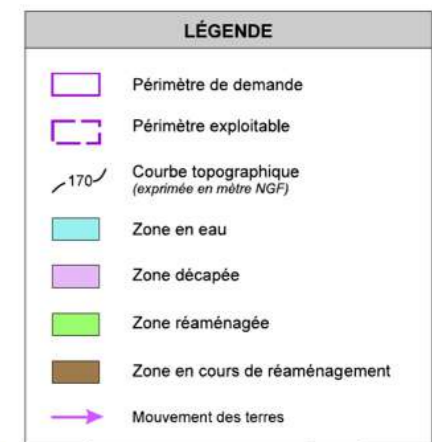 LÉGENDE
Périmètre de demande
Périmètre exploitable
170
Courbe topographique
(exprimée en mètre NGF)
Zone en eau
Zone décapée
Zone réaménagée
Zone en cours de réaménagement
Mouvement des terres